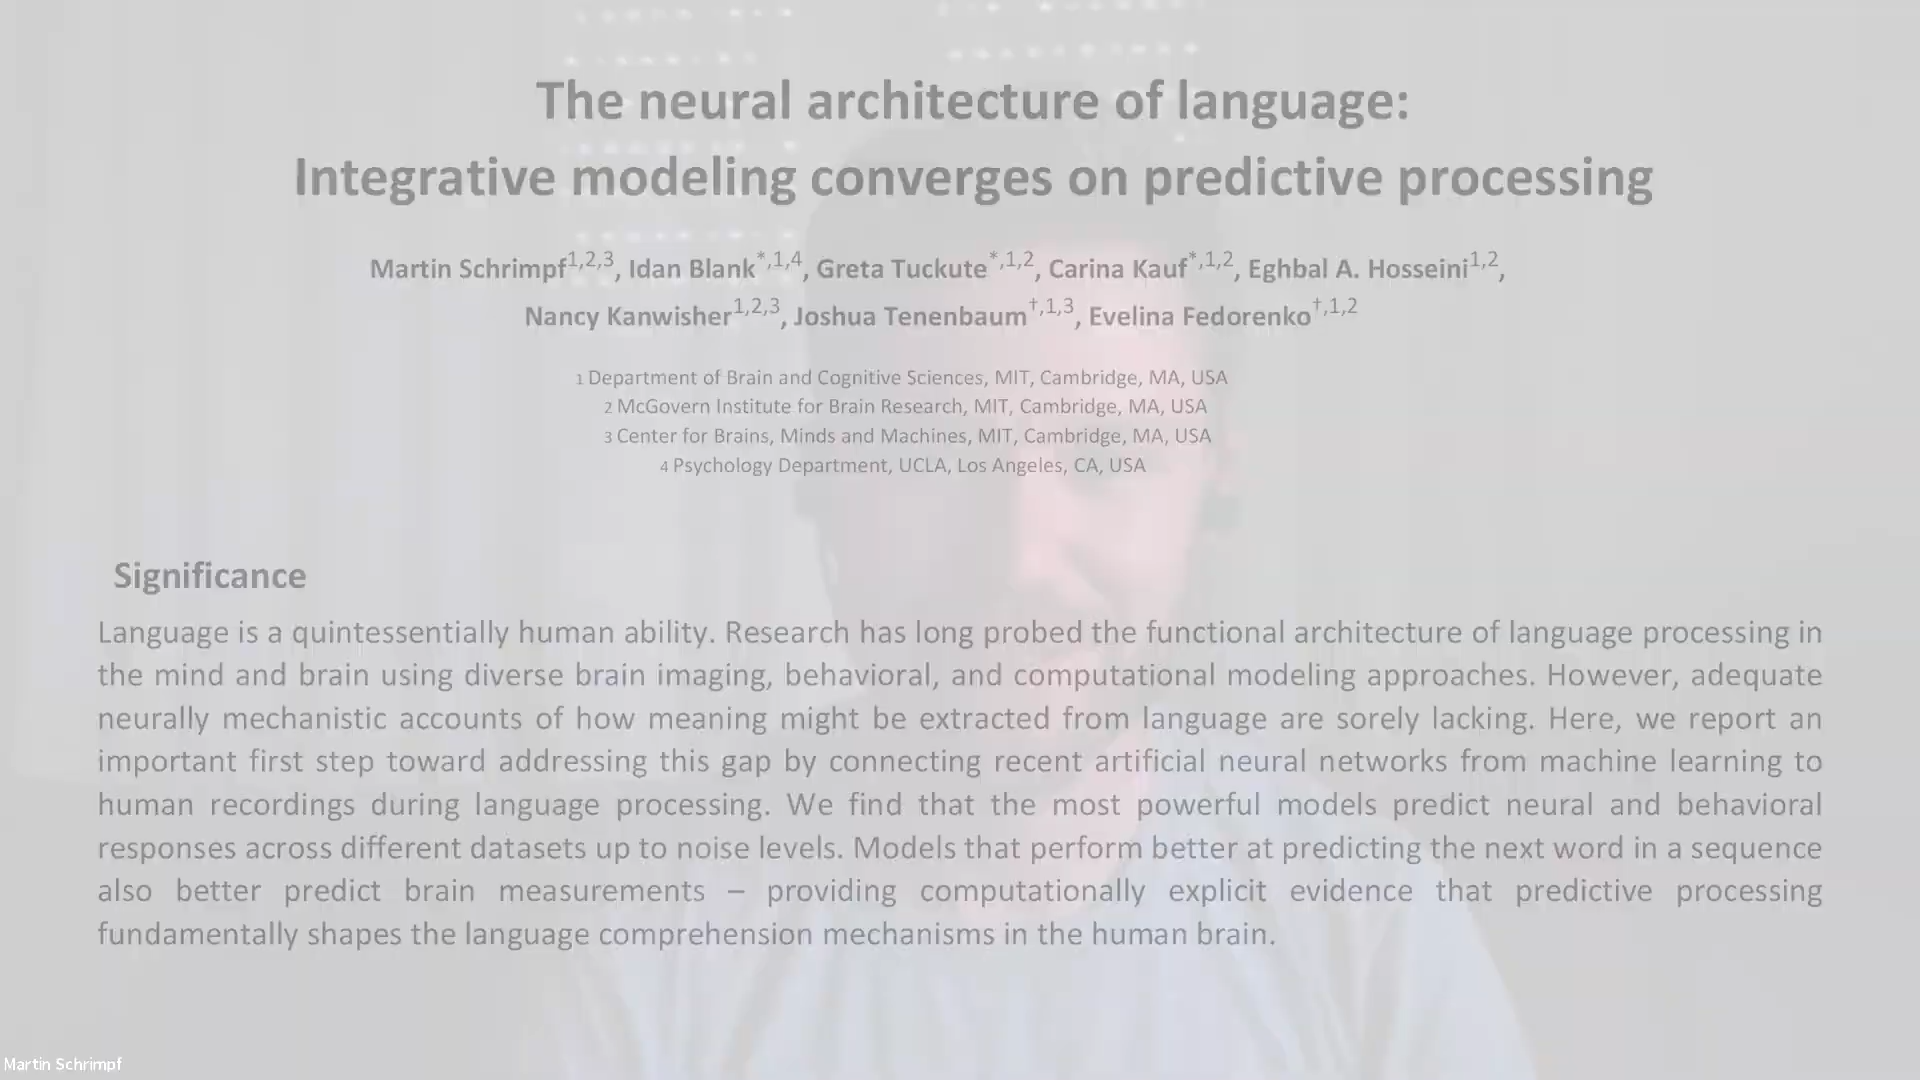 The neural architecture of language:
Integrative modeling converges on predictive processing
Martin Schrimpf1,2,3, Idan Blank*,1,4, Greta Tuckute*,1,2, Carina Kauf*,1,2, Eghbal A. Hosseini1,2,
Nancy Kanwisher1,2,3, Joshua Tenenbaum†,1,3, Evelina Fedorenko†,1,2
1 Department of Brain and Cognitive Sciences, MIT, Cambridge, MA, USA
2 McGovern Institute for Brain Research, MIT, Cambridge, MA, USA
3 Center for Brains, Minds and Machines, MIT, Cambridge, MA, USA
4 Psychology Department, UCLA, Los Angeles, CA, USA
Significance
Language is a quintessentially human ability. Research has long probed the functional architecture of language processing in
the mind and brain using diverse brain imaging, behavioral, and computational modeling approaches. However, adequate
neurally mechanistic accounts of how meaning might be extracted from language are sorely lacking. Here, we report an
important first step toward addressing this gap by connecting recent artificial neural networks from machine learning to
human recordings during language processing. We find that the most powerful models predict neural and behavioral
responses across different datasets up to noise levels. Models that perform better at predicting the next word in a sequence
also better predict brain measurements – providing computationally explicit evidence that predictive processing
fundamentally shapes the language comprehension mechanisms in the human brain.
Martin Schrimpf